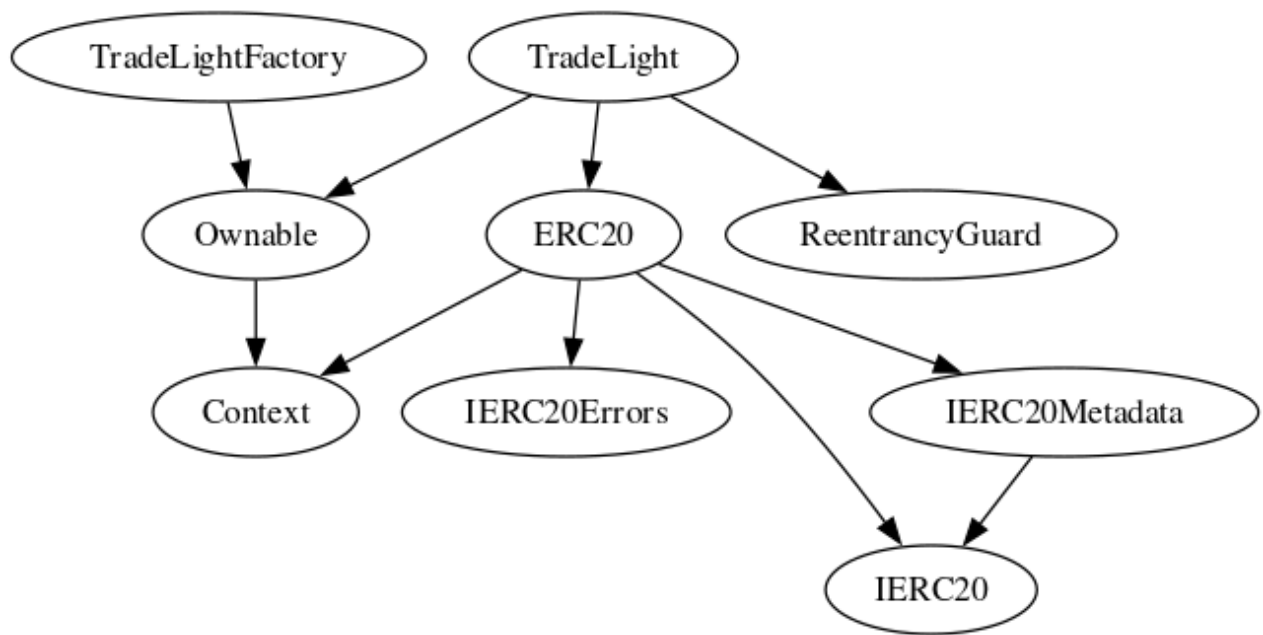 TradeLightFactory
TradeLight
Ownable
ERC20
ReentrancyGuard
Context
IERC20Errors
IERC20Metadata
IERC20